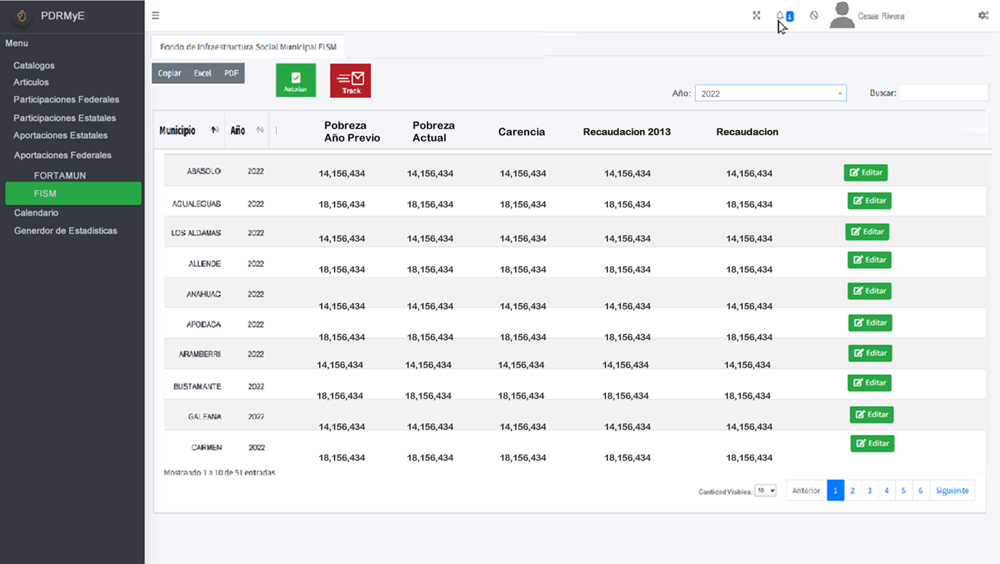 PDRMyE
1
Cesar Rivera
Menu
Catalogos
Articulos
Participaciones Federales
Participaciones Estatales
Aportaciones Estatales
Aportaciones Federales
FORTAMUN
FISM
Calendario
Generdor de Estadisticas
Fondo de Infraestructura Social Municipal FISM
Copiar Excel PDF
Autorizar
Track
Año: 2022
Buscar:
Municipio Año Pobreza Año Previo Pobreza Actual Carencia Recaudacion 2013 Recaudacion
ABASOLO 2022 14,156,434 14,156,434 14,156,434 14,156,434 14,156,434 Editar
AGUALEGUAS 2022 18,156,434 18,156,434 18,156,434 18,156,434 18,156,434 Editar
LOS ALDAMAS 2022 14,156,434 14,156,434 14,156,434 14,156,434 14,156,434 Editar
ALLENDE 2022 18,156,434 18,156,434 18,156,434 18,156,434 18,156,434 Editar
ANAHUAC 2022 14,156,434 14,156,434 14,156,434 14,156,434 14,156,434 Editar
APODACA 2022 18,156,434 18,156,434 18,156,434 18,156,434 18,156,434 Editar
ARAMBERRI 2022 14,156,434 14,156,434 14,156,434 14,156,434 14,156,434 Editar
BUSTAMANTE 2022 18,156,434 18,156,434 18,156,434 18,156,434 18,156,434 Editar
GALEANA 2022 14,156,434 14,156,434 14,156,434 14,156,434 14,156,434 Editar
CARMEN 2022 18,156,434 18,156,434 18,156,434 18,156,434 18,156,434 Editar
Mostrando 1 a 10 de 51 entradas
Cantidad Visibles: 10 Anterior 1 2 3 4 5 6 Siguiente